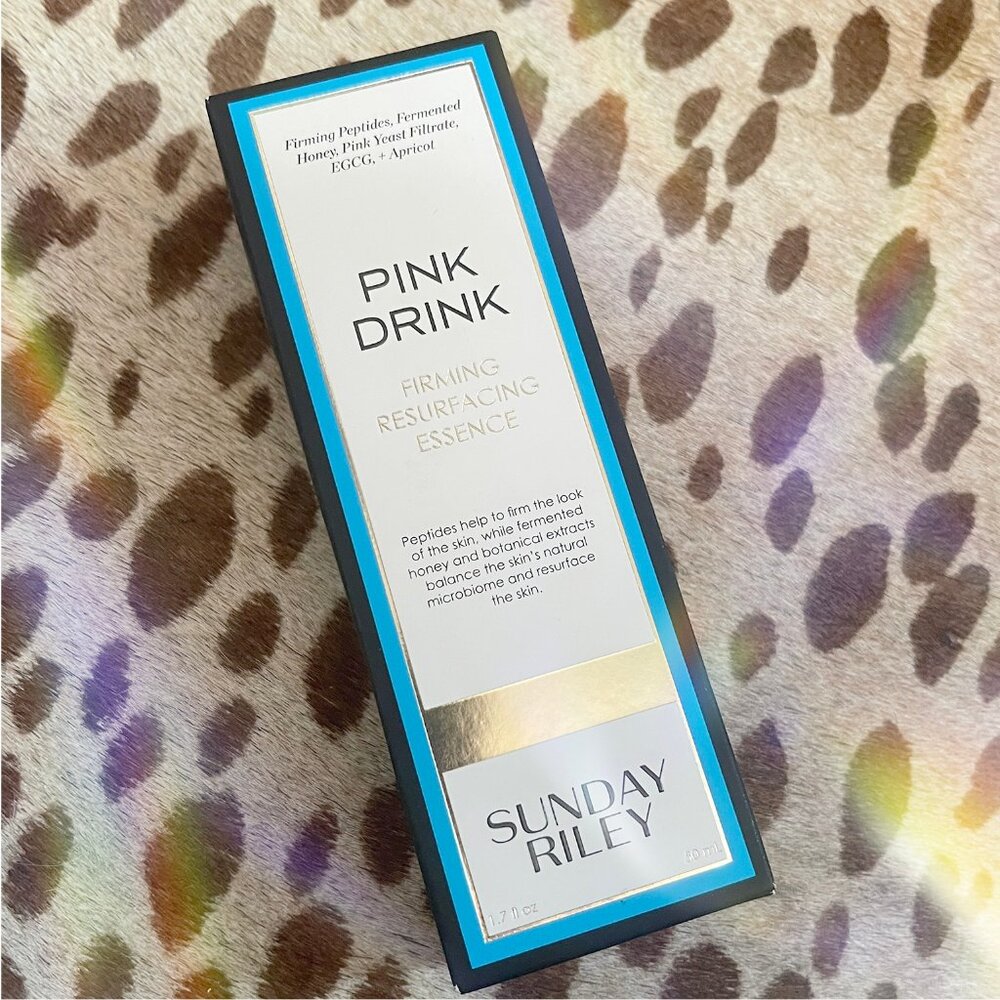 Firming Peptides, Fermented
Honey, Pink Yeast Filtrate,
EGCG, + Apricot
PINK
DRINK
FIRMING
RESURFACING
ESSENCE
Peptides help to firm the look
of the skin, while fermented
honey and botanical extracts
balance the skin's natural
microbiome and resurface
the skin.
SUNDAY
RILEY
1.7 fl oz
50 mL